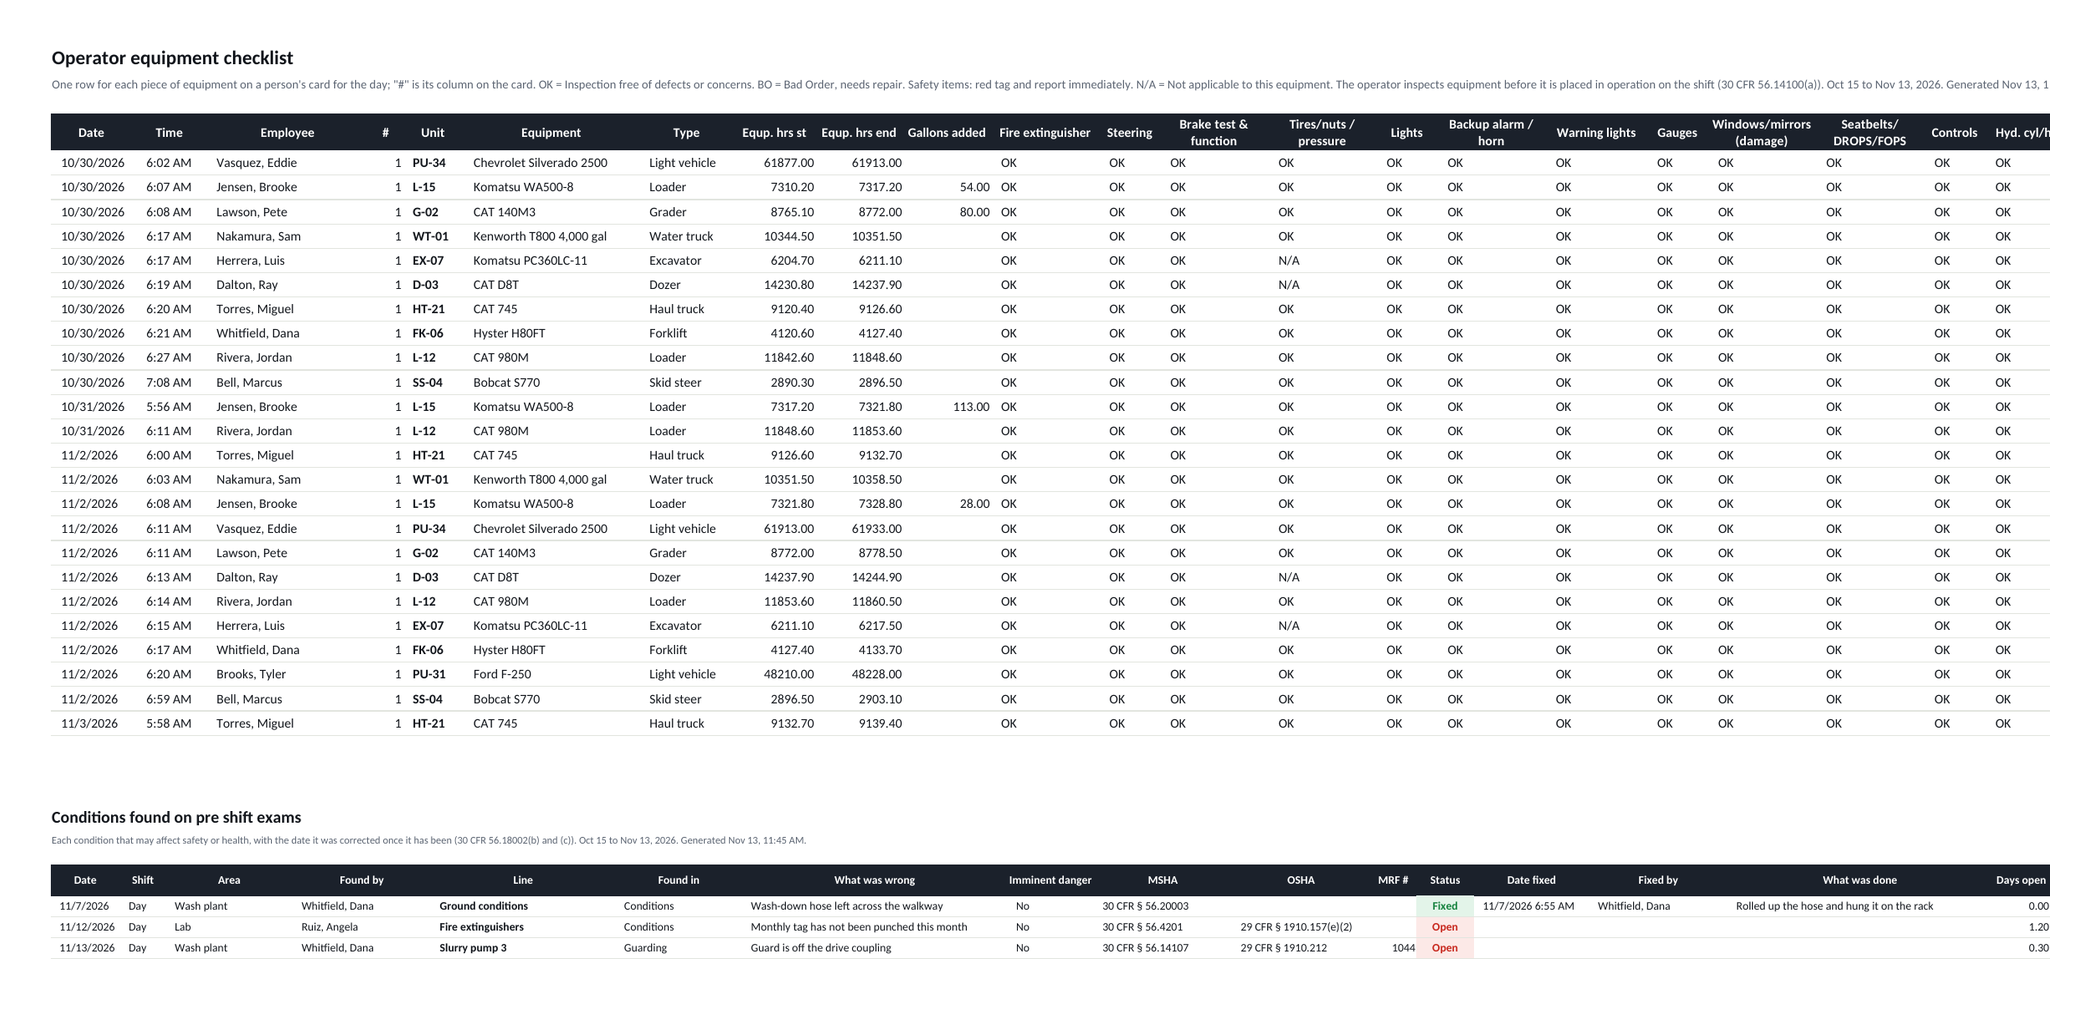 Operator equipment checklist
One row for each piece of equipment on a person's card for the day; "#" is its column on the card. OK = Inspection free of defects or concerns. BO = Bad Order, needs repair. Safety items: red tag and report immediately. N/A = Not applicable to this equipment. The operator inspects equipment before it is placed in operation on the shift (30 CFR 56.14100(a)). Oct 15 to Nov 13, 2026. Generated Nov 13, 1
Date Time Employee # Unit Equipment Type Equp. hrs st Equp. hrs end Gallons added Fire extinguisher Steering Brake test & function Tires/nuts / pressure Lights Backup alarm / horn Warning lights Gauges Windows/mirrors (damage) Seatbelts/ DROPS/FOPS Controls Hyd. cyl/h
10/30/2026 6:02 AM Vasquez, Eddie 1 PU-34 Chevrolet Silverado 2500 Light vehicle 61877.00 61913.00 OK OK OK OK OK OK OK OK OK OK OK OK
10/30/2026 6:07 AM Jensen, Brooke 1 L-15 Komatsu WA500-8 Loader 7310.20 7317.20 54.00 OK OK OK OK OK OK OK OK OK OK OK OK
10/30/2026 6:08 AM Lawson, Pete 1 G-02 CAT 140M3 Grader 8765.10 8772.00 80.00 OK OK OK OK OK OK OK OK OK OK OK OK
10/30/2026 6:17 AM Nakamura, Sam 1 WT-01 Kenworth T800 4,000 gal Water truck 10344.50 10351.50 OK OK OK OK OK OK OK OK OK OK OK OK
10/30/2026 6:17 AM Herrera, Luis 1 EX-07 Komatsu PC360LC-11 Excavator 6204.70 6211.10 OK OK OK N/A OK OK OK OK OK OK OK OK
10/30/2026 6:19 AM Dalton, Ray 1 D-03 CAT D8T Dozer 14230.80 14237.90 OK OK OK N/A OK OK OK OK OK OK OK OK
10/30/2026 6:20 AM Torres, Miguel 1 HT-21 CAT 745 Haul truck 9120.40 9126.60 OK OK OK OK OK OK OK OK OK OK OK OK
10/30/2026 6:21 AM Whitfield, Dana 1 FK-06 Hyster H80FT Forklift 4120.60 4127.40 OK OK OK OK OK OK OK OK OK OK OK OK
10/30/2026 6:27 AM Rivera, Jordan 1 L-12 CAT 980M Loader 11842.60 11848.60 OK OK OK OK OK OK OK OK OK OK OK OK
10/30/2026 7:08 AM Bell, Marcus 1 SS-04 Bobcat S770 Skid steer 2890.30 2896.50 OK OK OK OK OK OK OK OK OK OK OK OK
10/31/2026 5:56 AM Jensen, Brooke 1 L-15 Komatsu WA500-8 Loader 7317.20 7321.80 113.00 OK OK OK OK OK OK OK OK OK OK OK OK
10/31/2026 6:11 AM Rivera, Jordan 1 L-12 CAT 980M Loader 11848.60 11853.60 OK OK OK OK OK OK OK OK OK OK OK OK
11/2/2026 6:00 AM Torres, Miguel 1 HT-21 CAT 745 Haul truck 9126.60 9132.70 OK OK OK OK OK OK OK OK OK OK OK OK
11/2/2026 6:03 AM Nakamura, Sam 1 WT-01 Kenworth T800 4,000 gal Water truck 10351.50 10358.50 OK OK OK OK OK OK OK OK OK OK OK OK
11/2/2026 6:08 AM Jensen, Brooke 1 L-15 Komatsu WA500-8 Loader 7321.80 7328.80 28.00 OK OK OK OK OK OK OK OK OK OK OK OK
11/2/2026 6:11 AM Vasquez, Eddie 1 PU-34 Chevrolet Silverado 2500 Light vehicle 61913.00 61933.00 OK OK OK OK OK OK OK OK OK OK OK OK
11/2/2026 6:11 AM Lawson, Pete 1 G-02 CAT 140M3 Grader 8772.00 8778.50 OK OK OK OK OK OK OK OK OK OK OK OK
11/2/2026 6:13 AM Dalton, Ray 1 D-03 CAT D8T Dozer 14237.90 14244.90 OK OK OK N/A OK OK OK OK OK OK OK OK
11/2/2026 6:14 AM Rivera, Jordan 1 L-12 CAT 980M Loader 11853.60 11860.50 OK OK OK OK OK OK OK OK OK OK OK OK
11/2/2026 6:15 AM Herrera, Luis 1 EX-07 Komatsu PC360LC-11 Excavator 6211.10 6217.50 OK OK OK N/A OK OK OK OK OK OK OK OK
11/2/2026 6:17 AM Whitfield, Dana 1 FK-06 Hyster H80FT Forklift 4127.40 4133.70 OK OK OK OK OK OK OK OK OK OK OK OK
11/2/2026 6:20 AM Brooks, Tyler 1 PU-31 Ford F-250 Light vehicle 48210.00 48228.00 OK OK OK OK OK OK OK OK OK OK OK OK
11/2/2026 6:59 AM Bell, Marcus 1 SS-04 Bobcat S770 Skid steer 2896.50 2903.10 OK OK OK OK OK OK OK OK OK OK OK OK
11/3/2026 5:58 AM Torres, Miguel 1 HT-21 CAT 745 Haul truck 9132.70 9139.40 OK OK OK OK OK OK OK OK OK OK OK OK
Conditions found on pre shift exams
Each condition that may affect safety or health, with the date it was corrected once it has been (30 CFR 56.18002(b) and (c)). Oct 15 to Nov 13, 2026. Generated Nov 13, 11:45 AM.
Date Shift Area Found by Line Found in What was wrong Imminent danger MSHA OSHA MRF # Status Date fixed Fixed by What was done Days open
11/7/2026 Day Wash plant Whitfield, Dana Ground conditions Conditions Wash-down hose left across the walkway No 30 CFR § 56.20003 Fixed 11/7/2026 6:55 AM Whitfield, Dana Rolled up the hose and hung it on the rack 0.00
11/12/2026 Day Lab Ruiz, Angela Fire extinguishers Conditions Monthly tag has not been punched this month No 30 CFR § 56.4201 29 CFR § 1910.157(e)(2) Open 1.20
11/13/2026 Day Wash plant Whitfield, Dana Slurry pump 3 Guarding Guard is off the drive coupling No 30 CFR § 56.14107 29 CFR § 1910.212 1044 Open 0.30